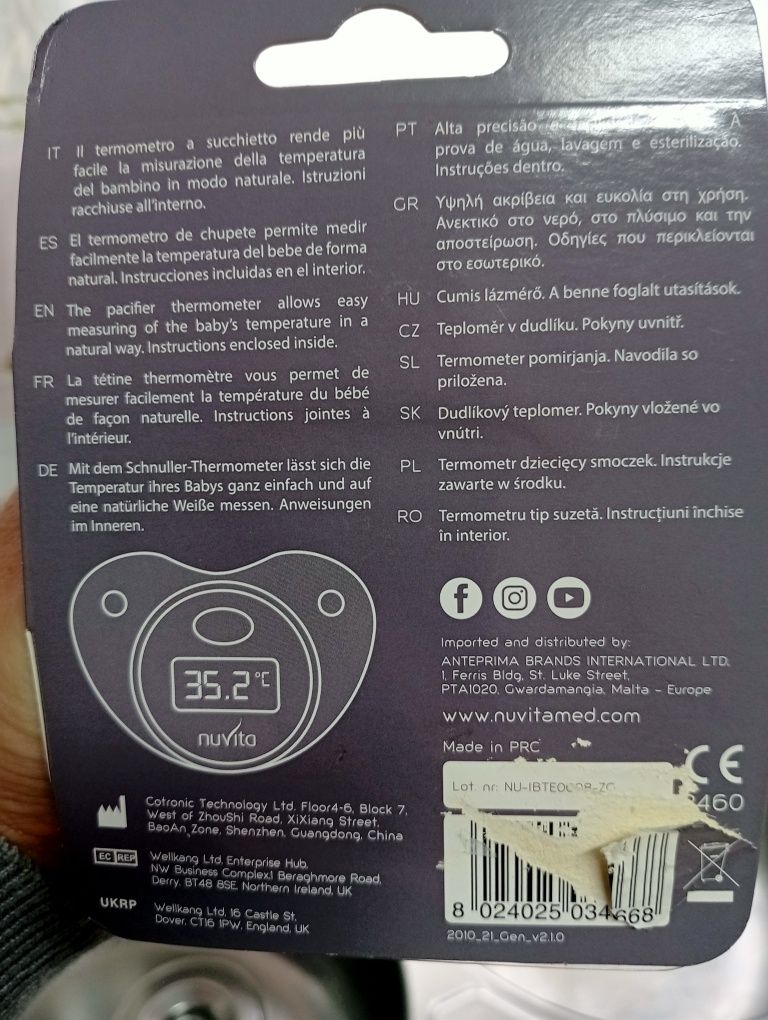 IT Il termometro a succhietto rende più
facile la misurazione della temperatura
del bambino in modo naturale. Istruzioni
racchiuse all'interno.
ES El termometro de chupete permite medir
facilmente la temperatura del bebe de forma
natural. Instrucciones incluidas en el interior.
EN The pacifier thermometer allows easy
measuring of the baby's temperature in a
natural way. Instructions enclosed inside.
FR La tétine thermomètre vous permet de
mesurer facilement la température du bébé
de façon naturelle. Instructions jointes à
l'intérieur.
DE Mit dem Schnuller-Thermometer lässt sich die
Temperatur ihres Babys ganz einfach und auf
eine natürliche Weiße messen. Anweisungen
im Inneren.
PT Alta precisão A
prova de água, lavagem e esterilização.
Instruções dentro.
GR Υψηλή ακρίβεια και ευκολία στη χρήση.
Ανεκτικό στο νερό, στο πλύσιμο και την
αποστείρωση. Οδηγίες που περικλείονται
στο εσωτερικό.
HU Cumis lázmérő. A benne foglalt utasítások.
CZ Teploměr v dudlíku. Pokyny uvnitř.
SL Termometer pomirjanja. Navodila so
priložena.
SK Dudlíkový teplomer. Pokyny vložené vo
vnútri.
PL Termometr dziecięcy smoczek. Instrukcje
zawarte w środku.
RO Termometru tip suzetă. Instrucțiuni închise
în interior.
35.2 °C
nuvita
Imported and distributed by:
ANTEPRIMA BRANDS INTERNATIONAL LTD.
1, Ferris Bldg, St. Luke Street,
PTA1020, Gwardamangia, Malta - Europe
www.nuvitamed.com
Made in PRC
CE
460
Lot. nr:
8 024025 034668
2010_21_Gen_v2.1.0
Cotronic Technology Ltd. Floor4-6, Block 7,
West of ZhouShi Road, XiXiang Street,
BaoAn Zone, Shenzhen, Guangdong, China
EC REP Wellkang Ltd, Enterprise Hub,
NW Business Complex,1 Beraghmore Road,
Derry, BT48 8SE, Northern Ireland, UK
UKRP Wellkang Ltd, 16 Castle St,
Dover, CT16 1PW, England, UK